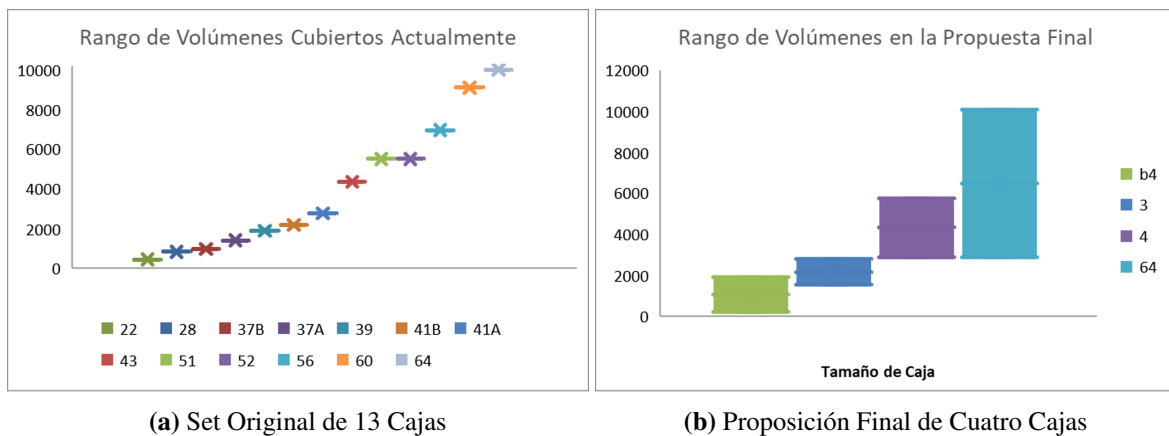 Rango de Volúmenes Cubiertos Actualmente
10000
8000
6000
4000
2000
0
22 28 37B 37A 39 41B 41A
43 51 52 56 60 64
(a) Set Original de 13 Cajas
Rango de Volúmenes en la Propuesta Final
12000
10000
8000
6000
4000
2000
0
b4
3
4
64
Tamaño de Caja
(b) Proposición Final de Cuatro Cajas